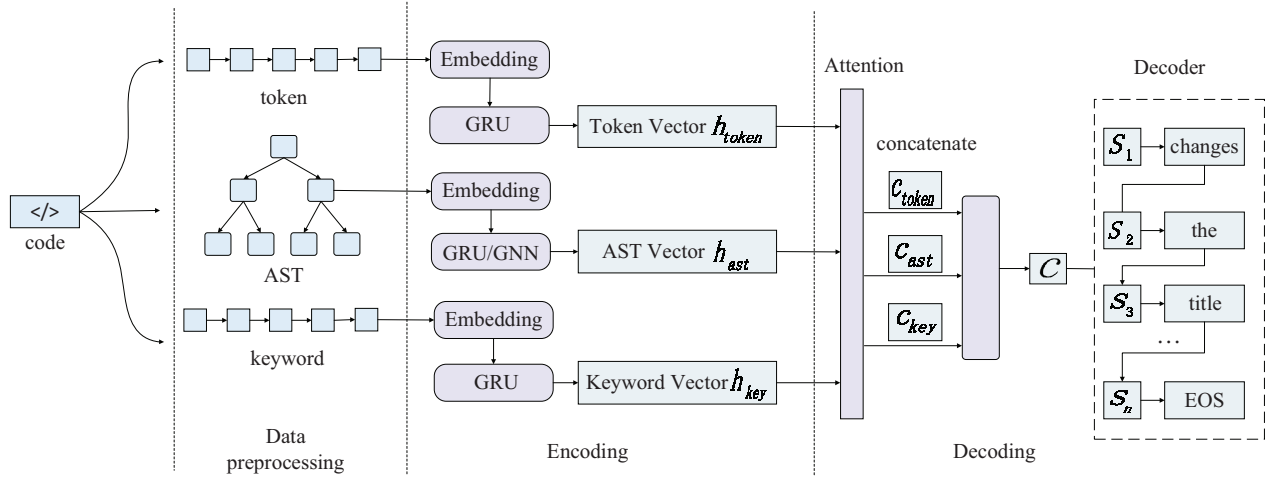 </>
code
token
AST
keyword
Data
preprocessing
Embedding
GRU
Token Vector h_token
Embedding
GRU/GNN
AST Vector h_ast
Embedding
GRU
Keyword Vector h_key
Encoding
Attention
concatenate
c_token
c_ast
c_key
C
Decoding
Decoder
S_1
changes
S_2
the
S_3
title
...
S_n
EOS